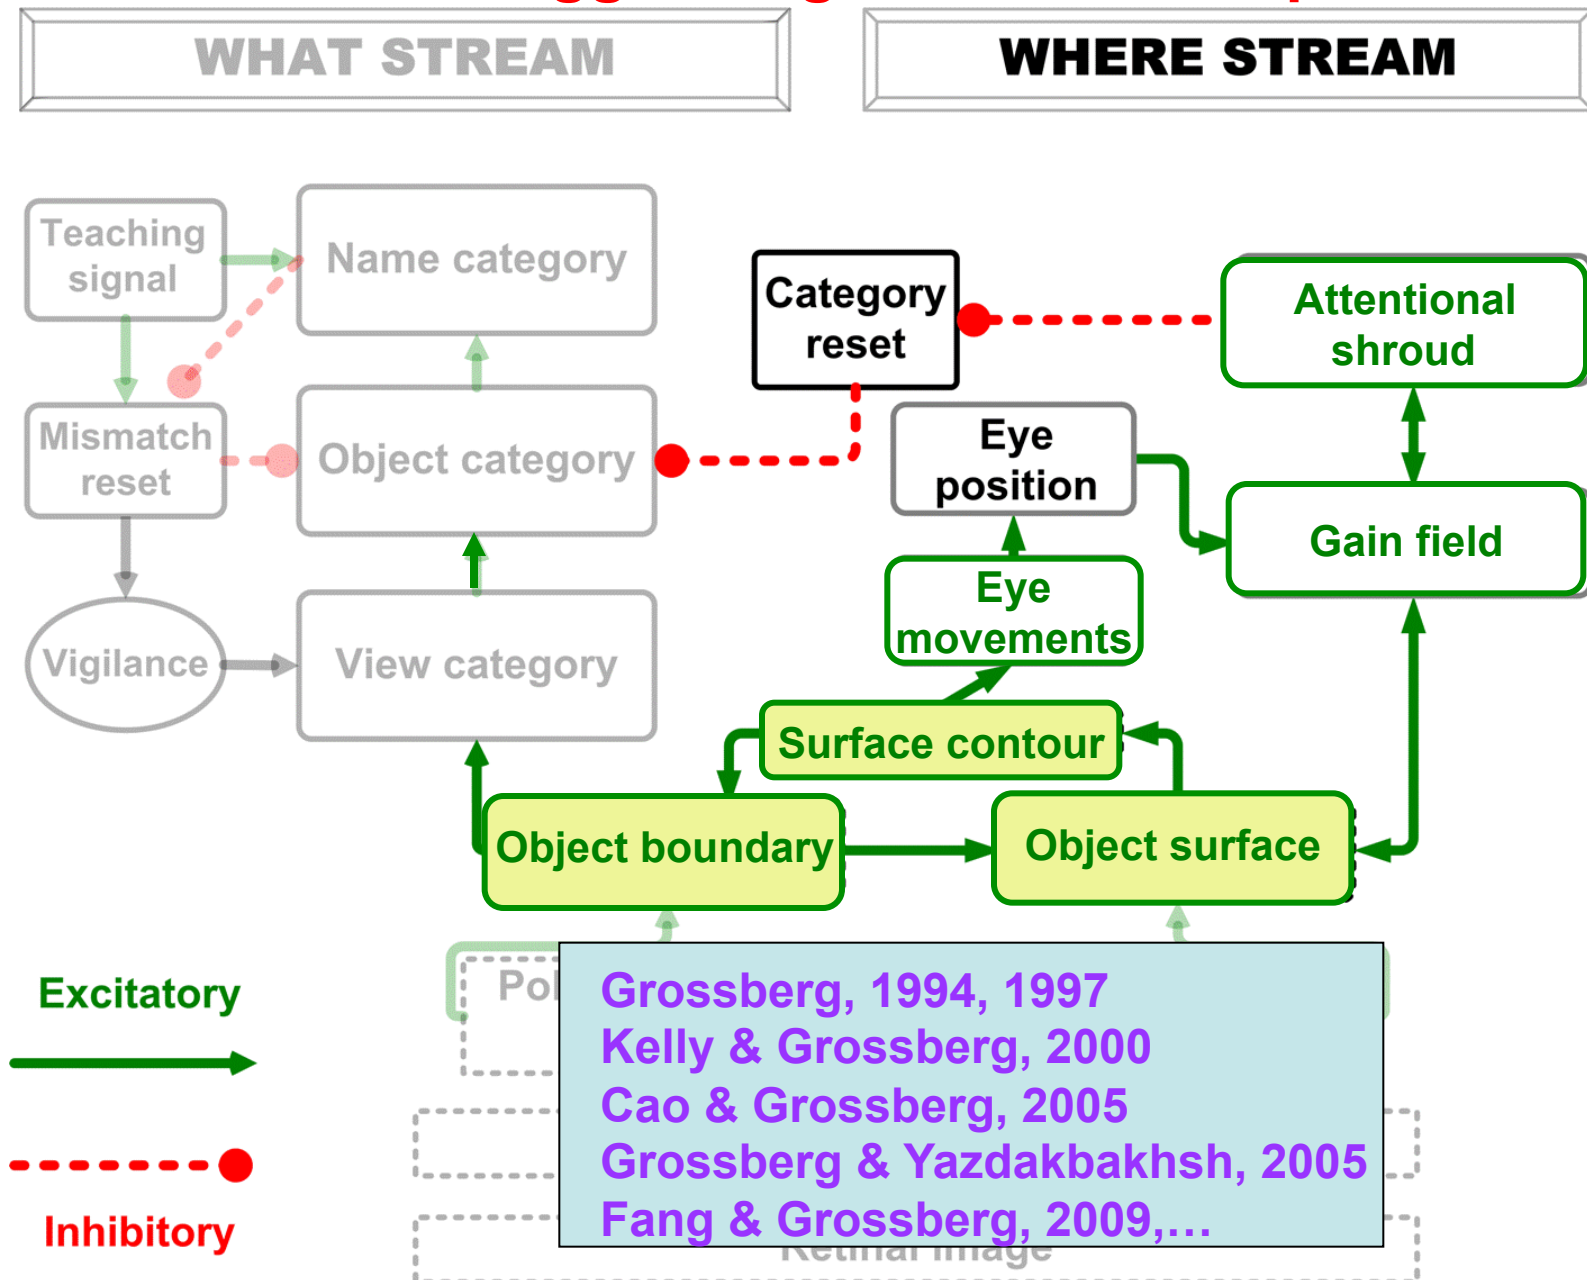 WHAT STREAM
WHERE STREAM
Teaching
signal
Name category
Category
reset
Attentional
shroud
Mismatch
reset
Object category
Eye
position
Gain field
Eye
movements
Vigilance
View category
Surface contour
Object boundary
Object surface
Excitatory
Inhibitory
Grossberg, 1994, 1997
Kelly & Grossberg, 2000
Cao & Grossberg, 2005
Grossberg & Yazdakbakhsh, 2005
Fang & Grossberg, 2009,…
Retinal image